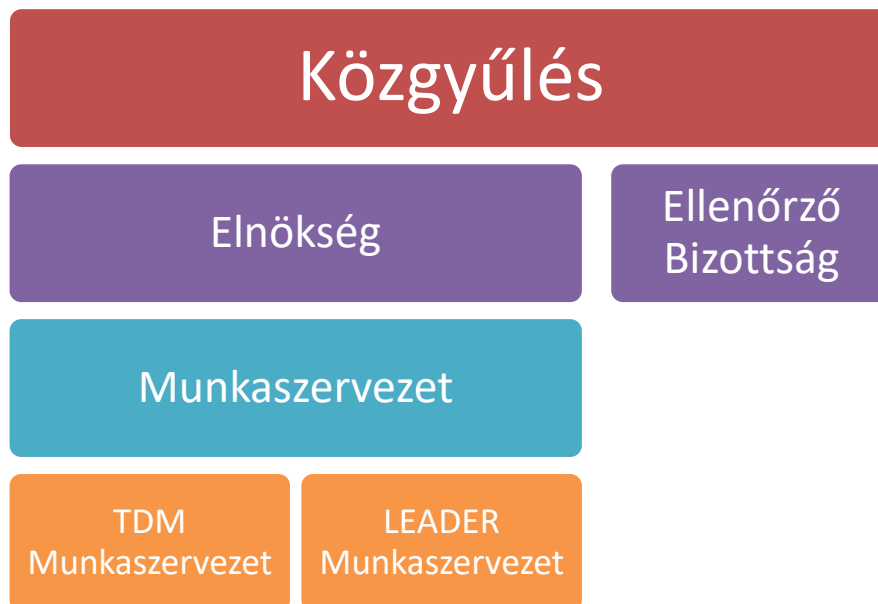 Közgyűlés
Elnökség
Ellenőrző
Bizottság
Munkaszervezet
TDM
Munkaszervezet
LEADER
Munkaszervezet